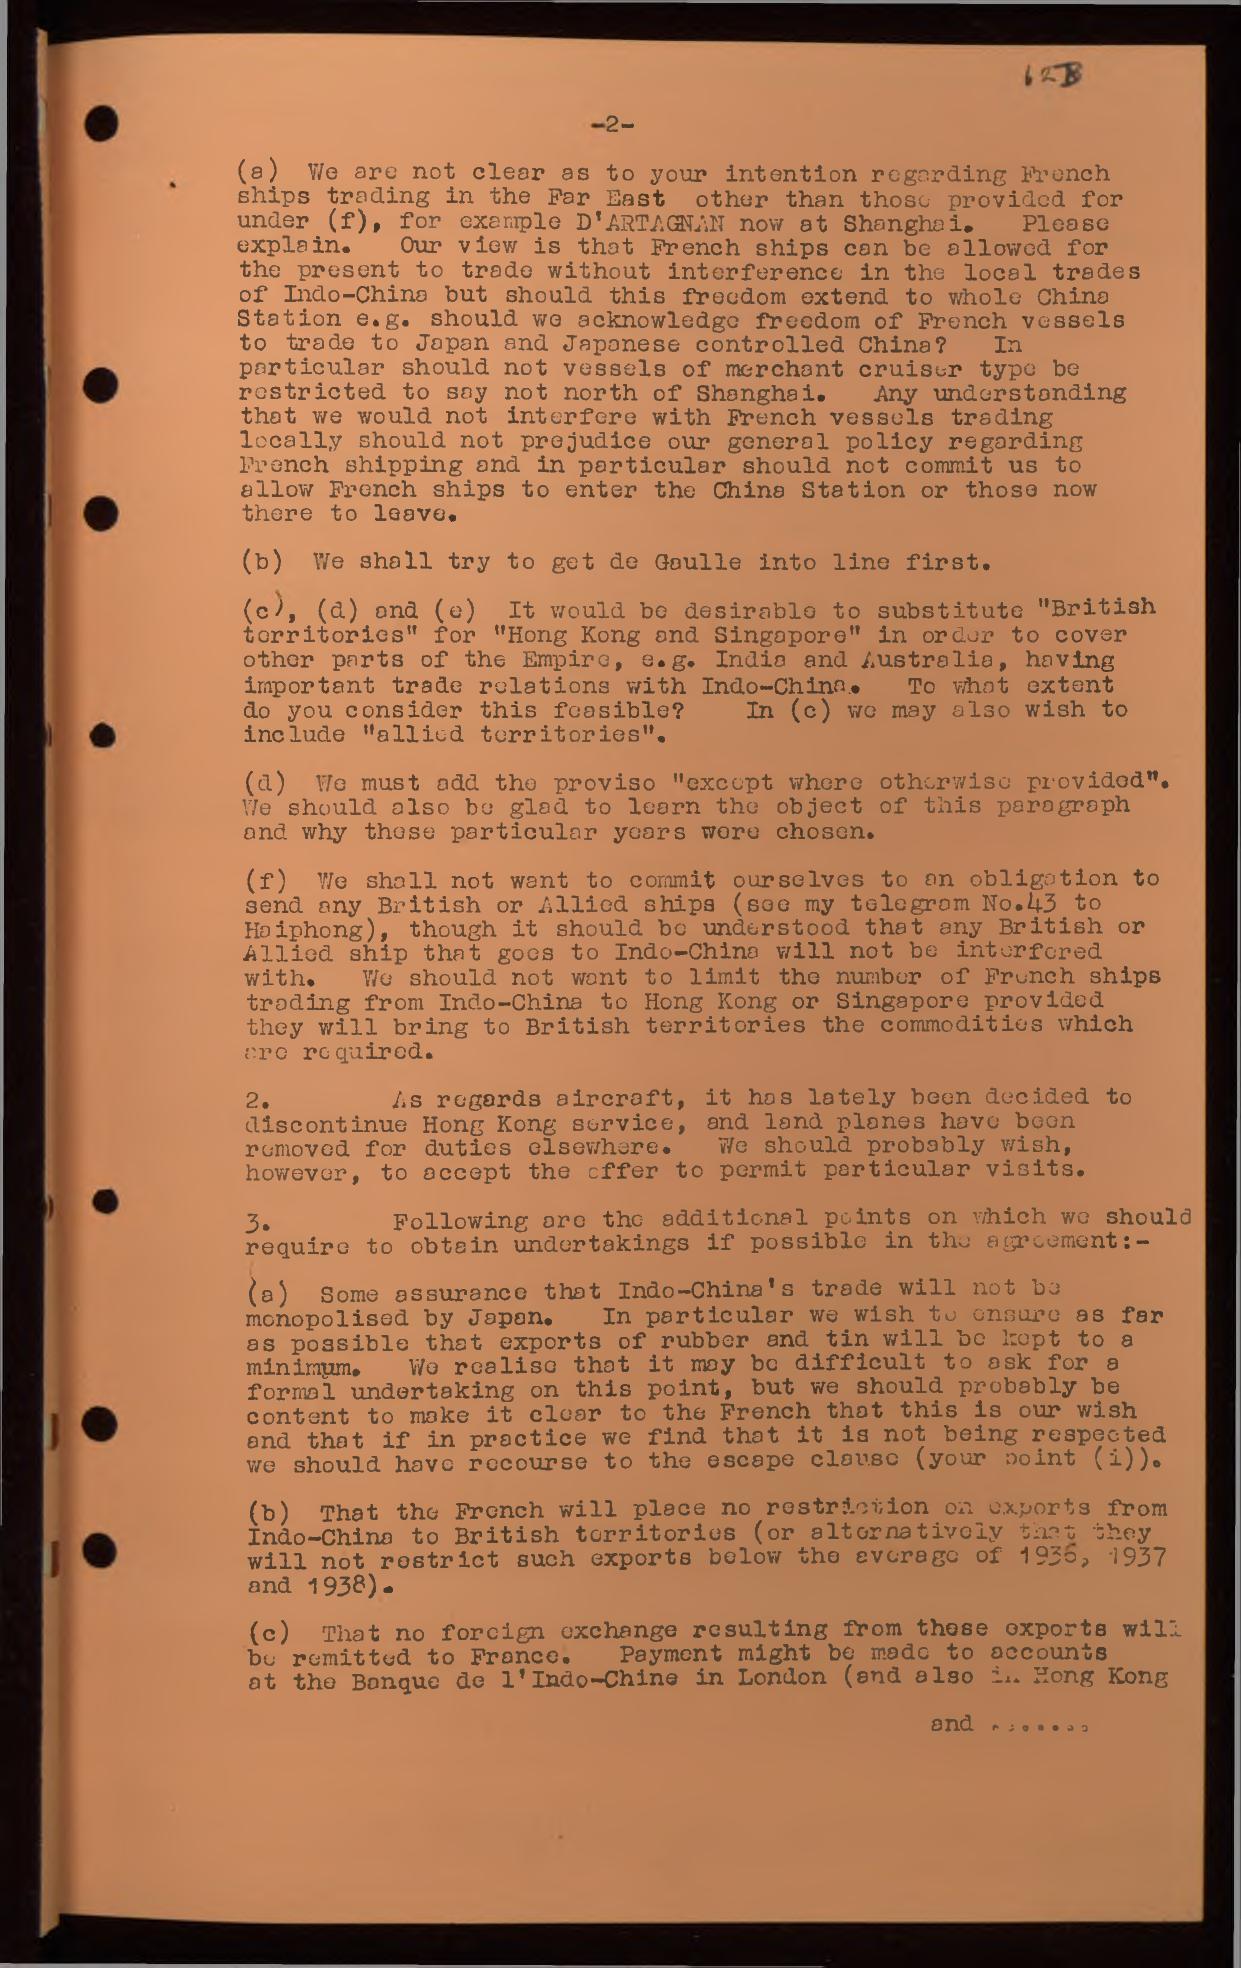 62B
-2-
(a) We are not clear as to your intention regarding French
ships trading in the Far East other than those provided for
under (f), for example D'ARTAGNAN now at Shanghai. Please
explain. Our view is that French ships can be allowed for
the present to trade without interference in the local trades
of Indo-China but should this freedom extend to whole China
Station e.g. should we acknowledge freedom of French vessels
to trade to Japan and Japanese controlled China? In
particular should not vessels of merchant cruiser type be
restricted to say not north of Shanghai. Any understanding
that we would not interfere with French vessels trading
locally should not prejudice our general policy regarding
French shipping and in particular should not commit us to
allow French ships to enter the China Station or those now
there to leave.
(b) We shall try to get de Gaulle into line first.
(c), (d) and (e) It would be desirable to substitute "British
territories" for "Hong Kong and Singapore" in order to cover
other parts of the Empire, e.g. India and Australia, having
important trade relations with Indo-China. To what extent
do you consider this feasible? In (c) we may also wish to
include "allied territories".
(d) We must add the proviso "except where otherwise provided".
We should also be glad to learn the object of this paragraph
and why these particular years were chosen.
(f) We shall not want to commit ourselves to an obligation to
send any British or Allied ships (see my telegram No.43 to
Haiphong), though it should be understood that any British or
Allied ship that goes to Indo-China will not be interfered
with. We should not want to limit the number of French ships
trading from Indo-China to Hong Kong or Singapore provided
they will bring to British territories the commodities which
are required.
2. As regards aircraft, it has lately been decided to
discontinue Hong Kong service, and land planes have been
removed for duties elsewhere. We should probably wish,
however, to accept the offer to permit particular visits.
3. Following are the additional points on which we should
require to obtain undertakings if possible in the agreement:-
(a) Some assurance that Indo-China's trade will not be
monopolised by Japan. In particular we wish to ensure as far
as possible that exports of rubber and tin will be kept to a
minimum. We realise that it may be difficult to ask for a
formal undertaking on this point, but we should probably be
content to make it clear to the French that this is our wish
and that if in practice we find that it is not being respected
we should have recourse to the escape clause (your point (i)).
(b) That the French will place no restriction on exports from
Indo-China to British territories (or alternatively that they
will not restrict such exports below the average of 1936, 1937
and 1938).
(c) That no foreign exchange resulting from these exports will
be remitted to France. Payment might be made to accounts
at the Banque de l'Indo-Chine in London (and also in Hong Kong
and .......